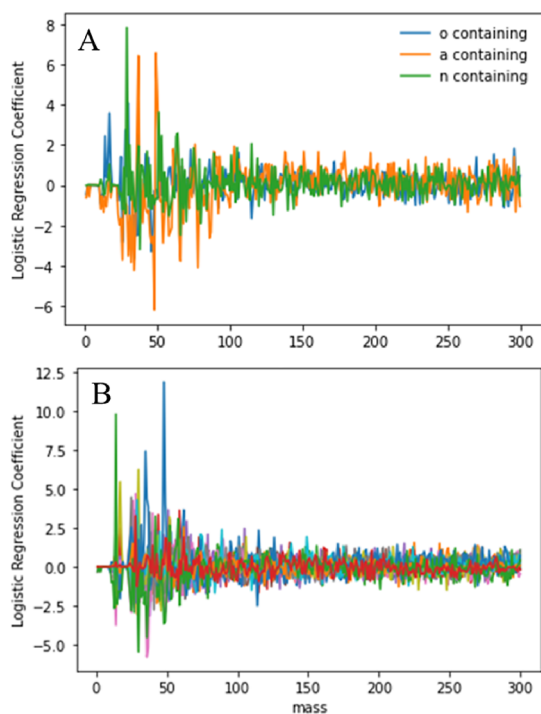 A
o containing
a containing
n containing
Logistic Regression Coefficient
8
6
4
2
0
-2
-4
-6
0 50 100 150 200 250 300
B
Logistic Regression Coefficient
12.5
10.0
7.5
5.0
2.5
0.0
-2.5
-5.0
0 50 100 150 200 250 300
mass